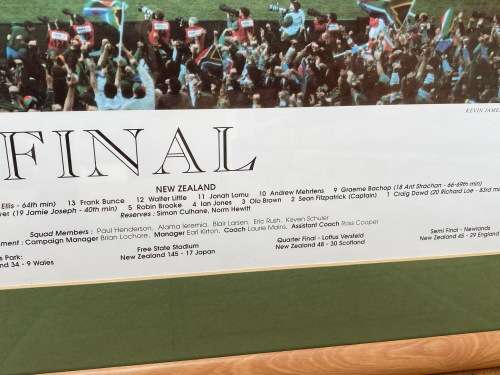 KEVIN JAMES
FINAL
NEW ZEALAND
Ellis - 64th min) 13 Frank Bunce 12 Walter Little 11 Jonah Lomu 10 Andrew Mehrtens 9 Graeme Bachop (18 Ant Strachan - 66-69th min)
(19 Jamie Joseph - 40th min) 5 Robin Brooke 4 Ian Jones 3 Olo Brown 2 Sean Fitzpatrick (Captain) 1 Craig Dowd (20 Richard Loe - 83rd min
Reserves : Simon Culhane, Norm Hewitt
Squad Members : Paul Henderson, Alama Ieremia, Blair Larsen, Eric Rush, Kevin Schuler
ment : Campaign Manager Brian Lochore, Manager Earl Kirton, Coach Laurie Mains, Assistant Coach Ross Cooper
s Park: Free State Stadium Quarter Final - Loftus Versfeld Semi Final - Newlands
nd 34 - 9 Wales New Zealand 145 - 17 Japan New Zealand 48 - 30 Scotland New Zealand 45 - 29 England